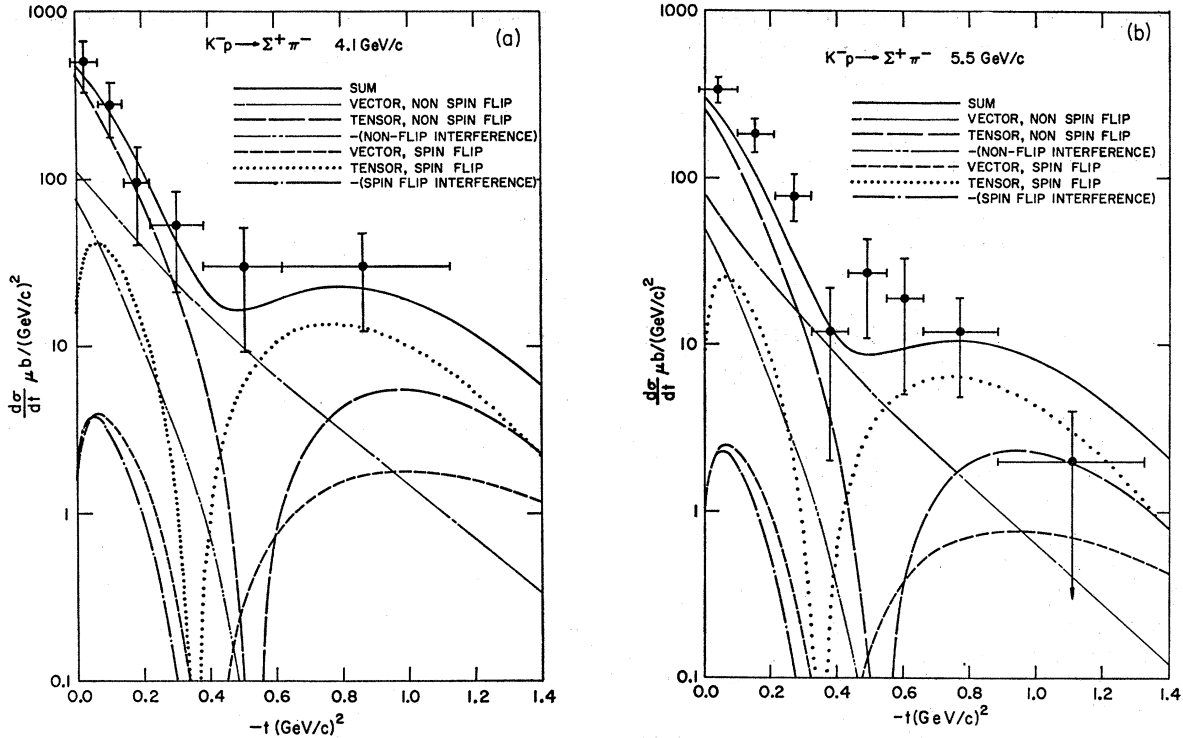 (a)
K⁻p → Σ⁺ π⁻ 4.1 GeV/c
SUM
VECTOR, NON SPIN FLIP
TENSOR, NON SPIN FLIP
-(NON-FLIP INTERFERENCE)
VECTOR, SPIN FLIP
TENSOR, SPIN FLIP
-(SPIN FLIP INTERFERENCE)
1000
100
10
1
0.1
dσ/dt μb/(GeV/c)²
0.0 0.2 0.4 0.6 0.8 1.0 1.2 1.4
-t (GeV/c)²
(b)
K⁻p → Σ⁺ π⁻ 5.5 GeV/c
SUM
VECTOR, NON SPIN FLIP
TENSOR, NON SPIN FLIP
-(NON-FLIP INTERFERENCE)
VECTOR, SPIN FLIP
TENSOR, SPIN FLIP
-(SPIN FLIP INTERFERENCE)
1000
100
10
1
0.1
dσ/dt μb/(GeV/c)²
0.0 0.2 0.4 0.6 0.8 1.0 1.2 1.4
-t (GeV/c)²